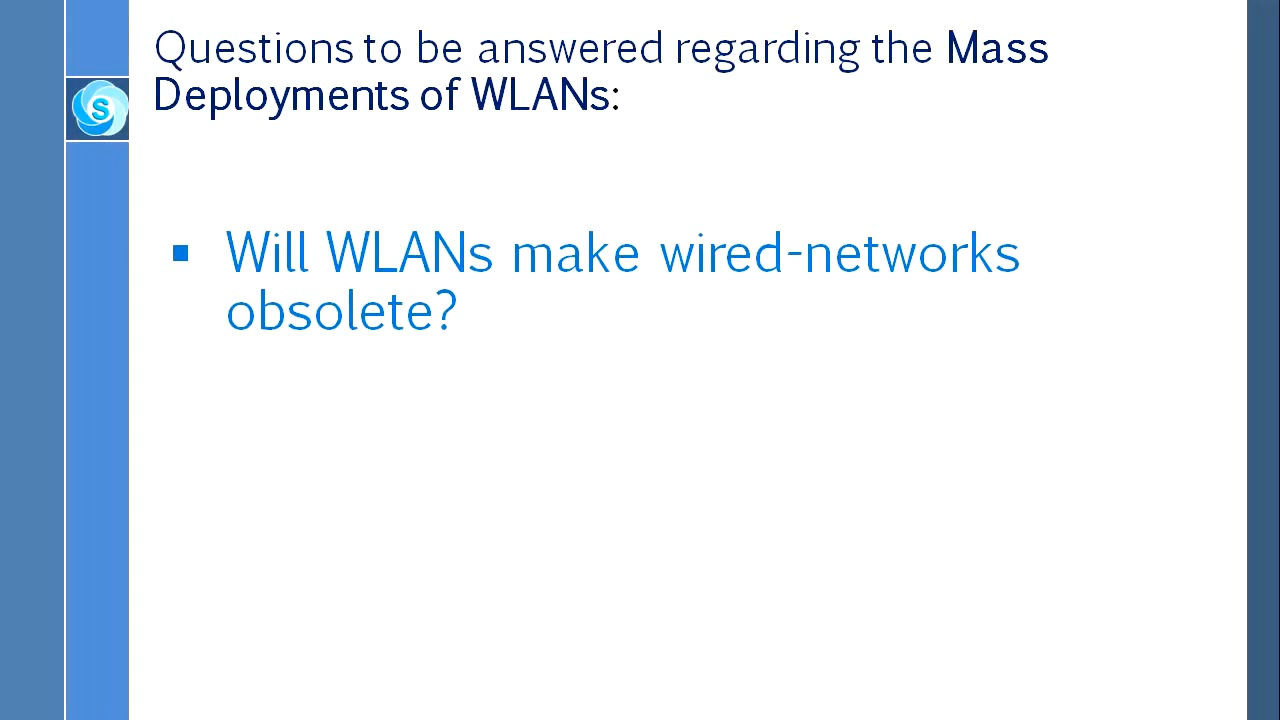 Questions to be answered regarding the Mass
Deployments of WLANs:
S
▪ Will WLANs make wired-networks
obsolete?